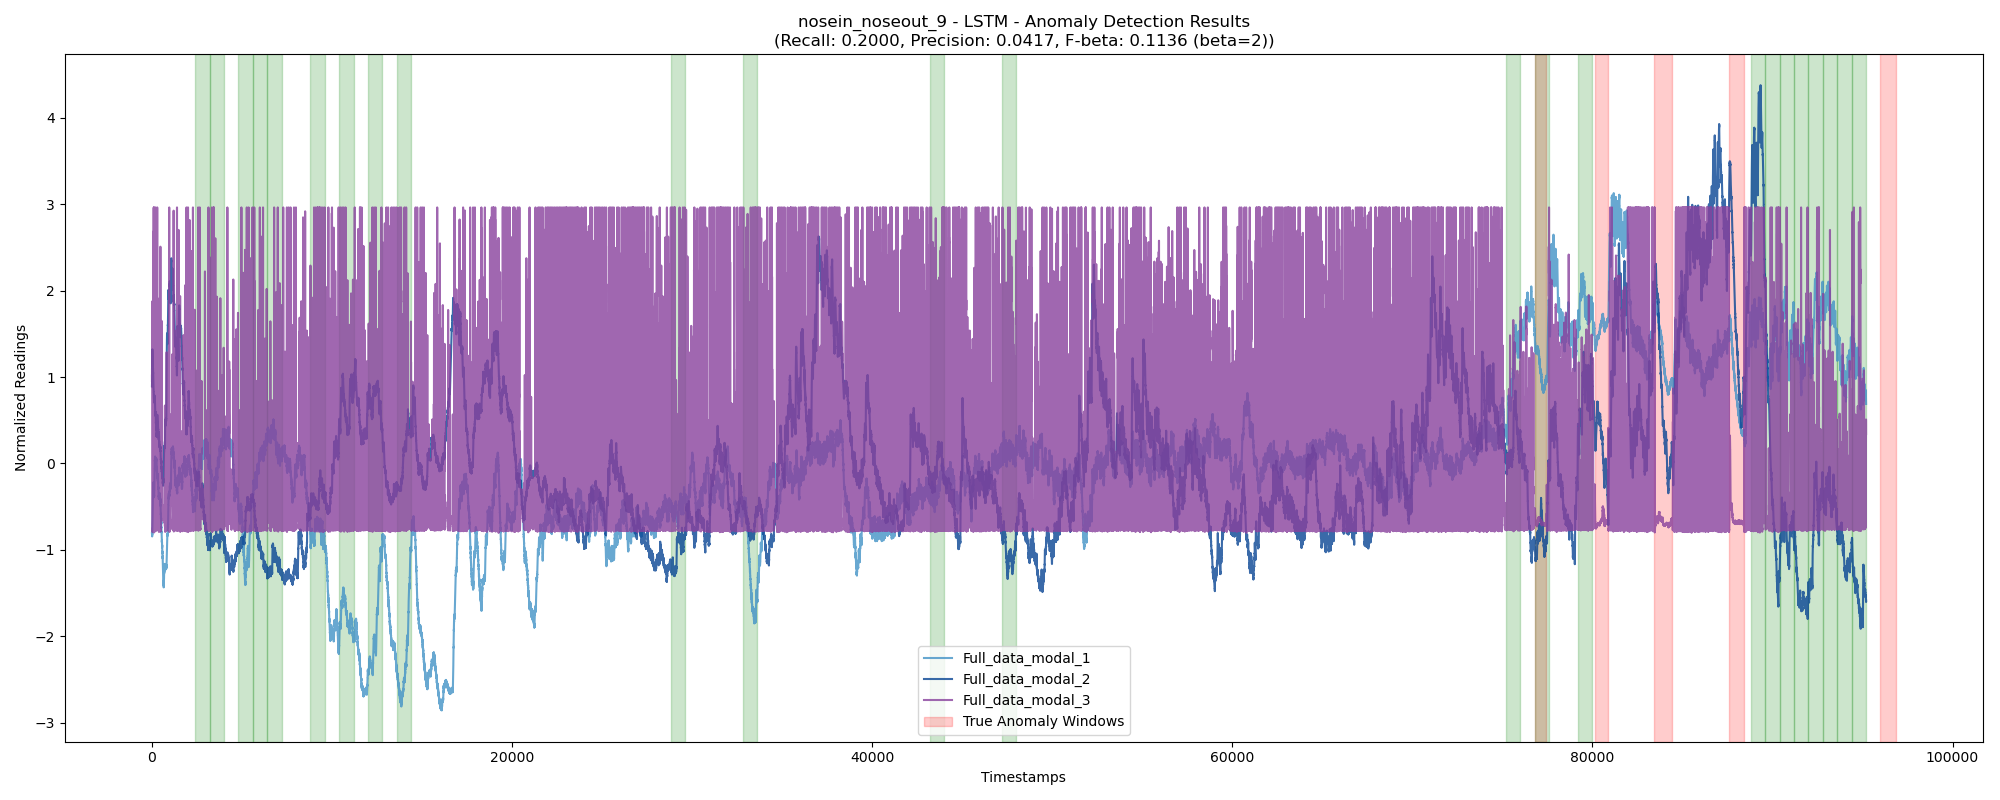 nosein_noseout_9 - LSTM - Anomaly Detection Results
(Recall: 0.2000, Precision: 0.0417, F-beta: 0.1136 (beta=2))
Normalized Readings
4
3
2
1
0
−1
−2
−3
Full_data_modal_1
Full_data_modal_2
Full_data_modal_3
True Anomaly Windows
0
20000
40000
60000
80000
100000
Timestamps